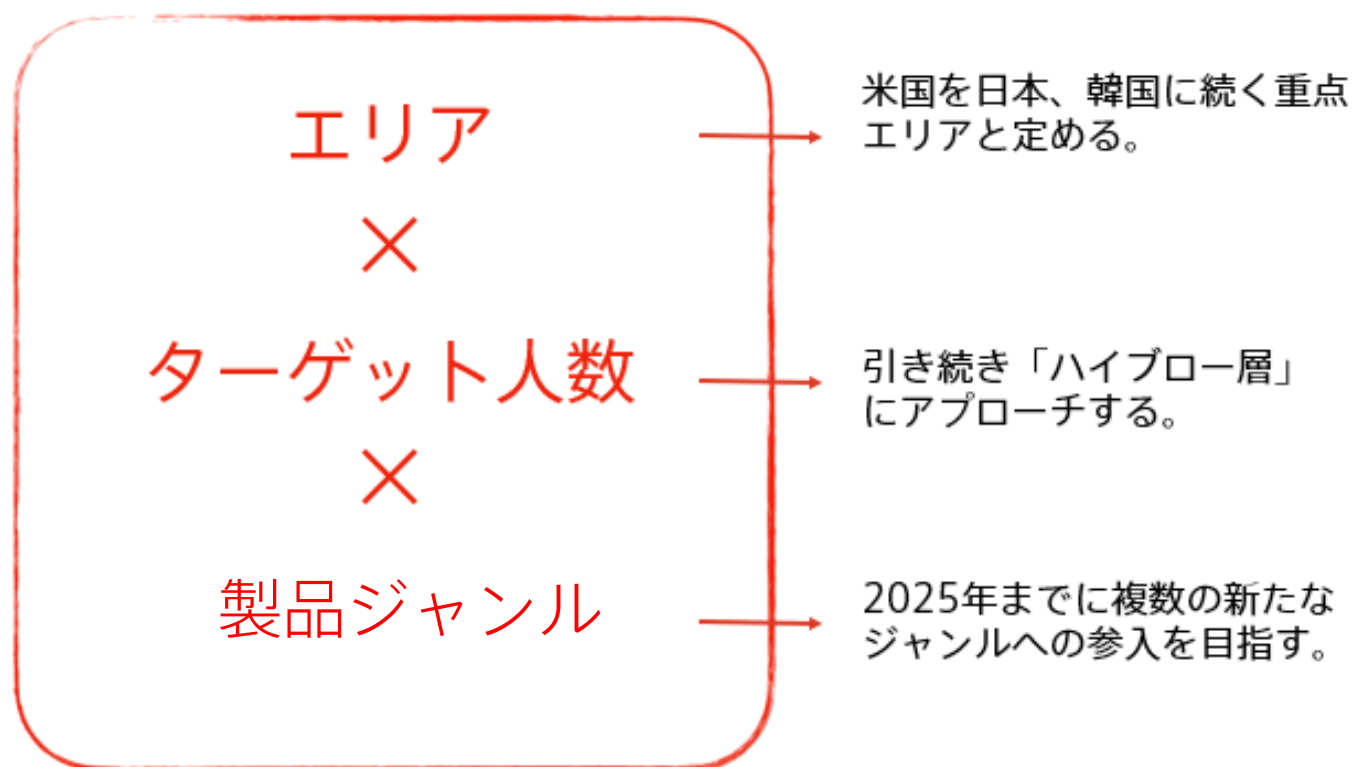 エリア
米国を日本、韓国に続く重点
エリアと定める。
×
ターゲット人数
引き続き「ハイブロー層」
にアプローチする。
×
製品ジャンル
2025年までに複数の新たな
ジャンルへの参入を目指す。